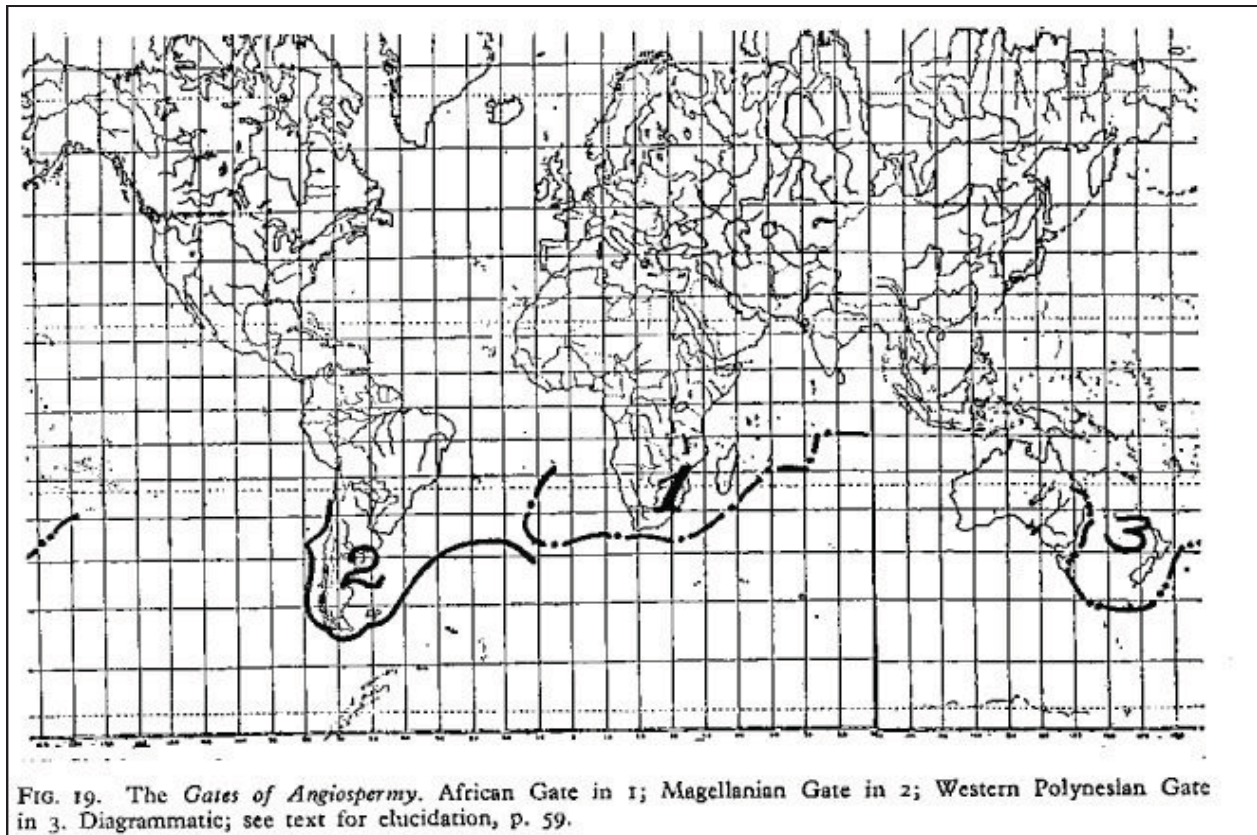 1
2
3
FIG. 19. The Gates of Angiospermy. African Gate in 1; Magellanian Gate in 2; Western Polynesian Gate
in 3. Diagrammatic; see text for elucidation, p. 59.